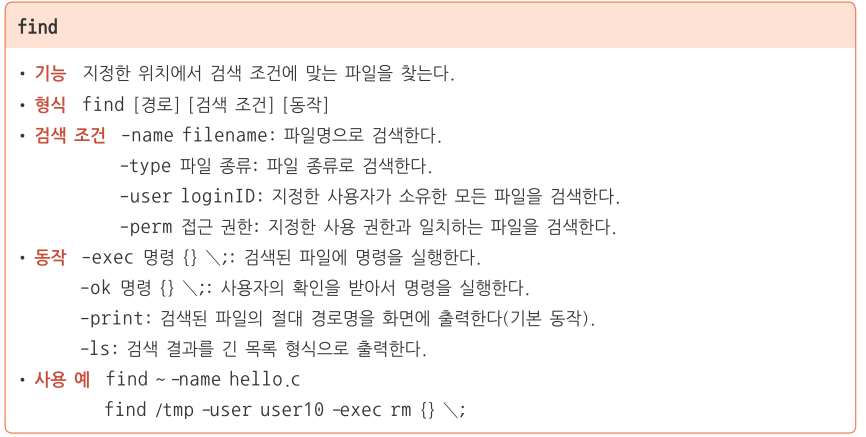 find
• 기능 지정한 위치에서 검색 조건에 맞는 파일을 찾는다.
• 형식 find [경로] [검색 조건] [동작]
• 검색 조건 -name filename: 파일명으로 검색한다.
-type 파일 종류: 파일 종류로 검색한다.
-user loginID: 지정한 사용자가 소유한 모든 파일을 검색한다.
-perm 접근 권한: 지정한 사용 권한과 일치하는 파일을 검색한다.
• 동작 -exec 명령 {} \;: 검색된 파일에 명령을 실행한다.
-ok 명령 {} \;: 사용자의 확인을 받아서 명령을 실행한다.
-print: 검색된 파일의 절대 경로명을 화면에 출력한다(기본 동작).
-ls: 검색 결과를 긴 목록 형식으로 출력한다.
• 사용 예 find ~ -name hello.c
find /tmp -user user10 -exec rm {} \;